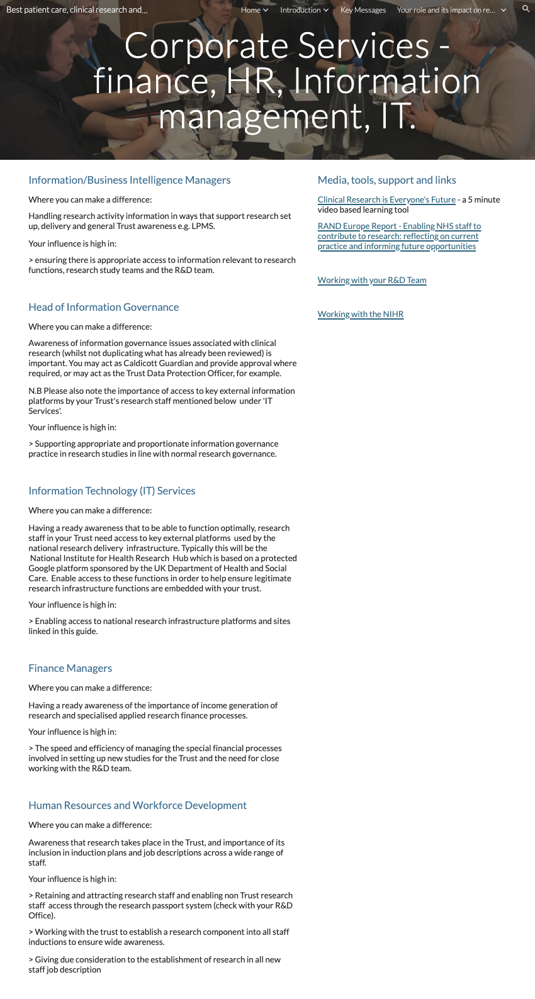 Best patient care, clinical research and...
Home
Introduction
Key Messages
Your role and its impact on re...
Corporate Services -
finance, HR, Information
management, IT.
Information/Business Intelligence Managers
Where you can make a difference:
Handling research activity information in ways that support research set
up, delivery and general Trust awareness e.g. LPMS.
Your influence is high in:
> ensuring there is appropriate access to information relevant to research
functions, research study teams and the R&D team.
Head of Information Governance
Where you can make a difference:
Awareness of information governance issues associated with clinical
research (whilst not duplicating what has already been reviewed) is
important. You may act as Caldicott Guardian and provide approval where
required, or may act as the Trust Data Protection Officer, for example.
N.B Please also note the importance of access to key external information
platforms by your Trust's research staff mentioned below  under 'IT
Services'.
Your influence is high in:
> Supporting appropriate and proportionate information governance
practice in research studies in line with normal research governance.
Information Technology (IT) Services
Where you can make a difference:
Having a ready awareness that to be able to function optimally, research
staff in your Trust need access to key external platforms  used by the
national research delivery  infrastructure. Typically this will be the
National Institute for Health Research  Hub which is based on a protected
Google platform sponsored by the UK Department of Health and Social
Care.  Enable access to these functions in order to help ensure legitimate
research infrastructure functions are embedded with your trust.
Your influence is high in:
> Enabling access to national research infrastructure platforms and sites
linked in this guide.
Finance Managers
Where you can make a difference:
Having a ready awareness of the importance of income generation of
research and specialised applied research finance processes.
Your influence is high in:
> The speed and efficiency of managing the special financial processes
involved in setting up new studies for the Trust and the need for close
working with the R&D team.
Human Resources and Workforce Development
Where you can make a difference:
Awareness that research takes place in the Trust, and importance of its
inclusion in induction plans and job descriptions across a wide range of
staff.
Your influence is high in:
> Retaining and attracting research staff and enabling non Trust research
staff  access through the research passport system (check with your R&D
Office).
> Working with the trust to establish a research component into all staff
inductions to ensure wide awareness.
> Giving due consideration to the establishment of research in all new
staff job description
Media, tools, support and links
Clinical Research is Everyone's Future - a 5 minute
video based learning tool
RAND Europe Report - Enabling NHS staff to
contribute to research: reflecting on current
practice and informing future opportunities
Working with your R&D Team
Working with the NIHR